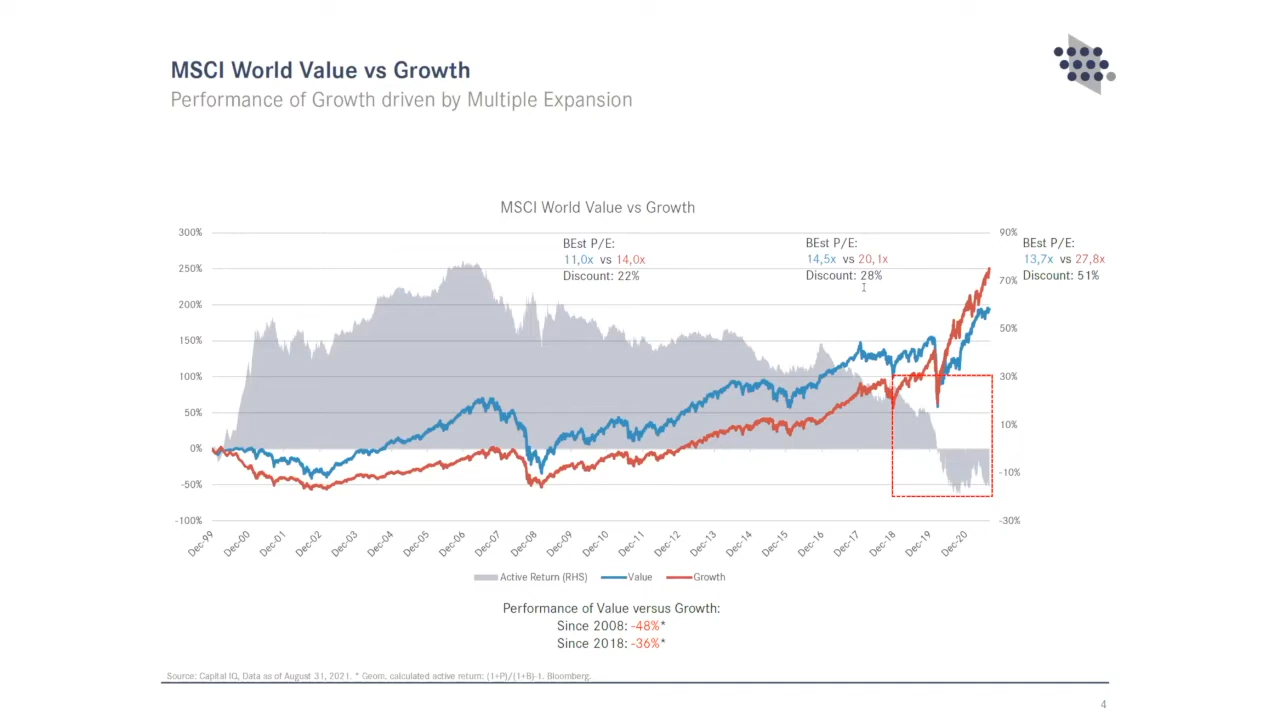 MSCI World Value vs Growth
Performance of Growth driven by Multiple Expansion
MSCI World Value vs Growth
300%
250%
200%
150%
100%
50%
0%
-50%
-100%
BEst P/E:
11,0x vs 14,0x
Discount: 22%
BEst P/E:
14,5x vs 20,1x
Discount: 28%
90%
70%
50%
30%
10%
-10%
-30%
BEst P/E:
13,7x vs 27,8x
Discount: 51%
Dec-99
Dec-00
Dec-01
Dec-02
Dec-03
Dec-04
Dec-05
Dec-06
Dec-07
Dec-08
Dec-09
Dec-10
Dec-11
Dec-12
Dec-13
Dec-14
Dec-15
Dec-16
Dec-17
Dec-18
Dec-19
Dec-20
Active Return (RHS) Value Growth
Performance of Value versus Growth:
Since 2008: -48%*
Since 2018: -36%*
Source: Capital IQ, Data as of August 31, 2021. * Geom. calculated active return: (1+P)/(1+B)-1. Bloomberg.
4